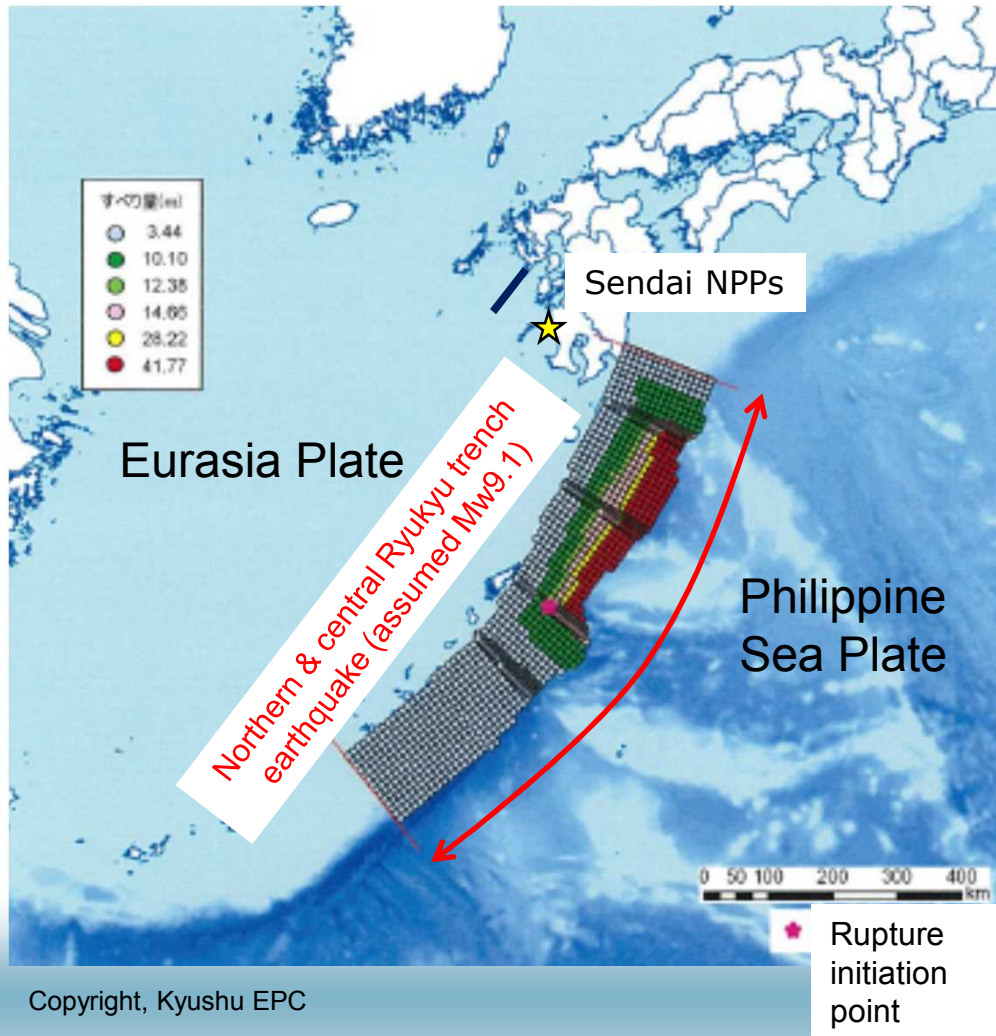 すべり量(m)
3.44
10.10
12.38
14.66
28.22
41.77
Sendai NPPs
Eurasia Plate
Northern & central Ryukyu trench
earthquake (assumed Mw9.1)
Philippine
Sea Plate
0 50 100 200 300 400
km
Rupture
initiation
point
Copyright, Kyushu EPC